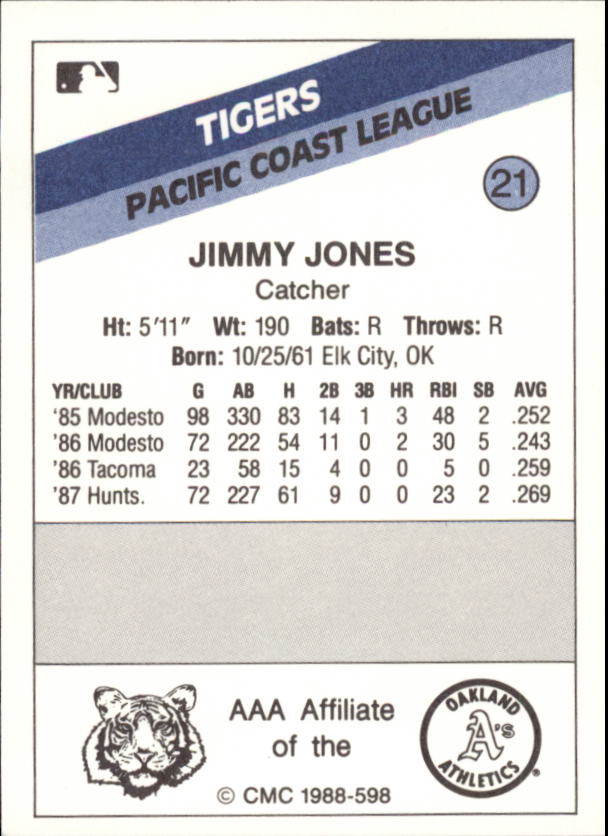 TIGERS
PACIFIC COAST LEAGUE
21
JIMMY JONES
Catcher
Ht: 5'11" Wt: 190 Bats: R Throws: R
Born: 10/25/61 Elk City, OK
YR/CLUB G AB H 2B 3B HR RBI SB AVG
'85 Modesto 98 330 83 14 1 3 48 2 .252
'86 Modesto 72 222 54 11 0 2 30 5 .243
'86 Tacoma 23 58 15 4 0 0 5 0 .259
'87 Hunts. 72 227 61 9 0 0 23 2 .269
AAA Affiliate
of the
OAKLAND
A's
ATHLETICS ®
© CMC 1988-598